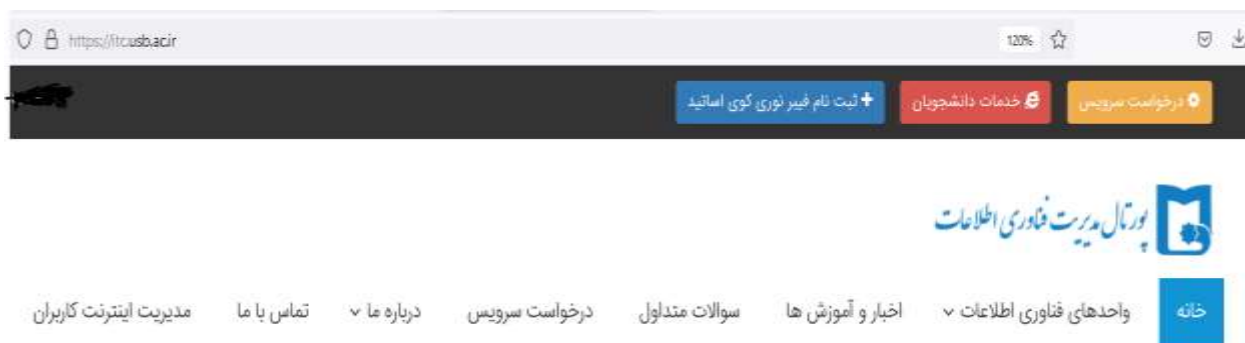 https://itc.usb.ac.ir 120%
درخواست سرویس خدمات دانشجویان ثبت نام فیبر نوری کوی اساتید
پورتال مدیریت فناوری اطلاعات
خانه واحدهای فناوری اطلاعات اخبار و آموزش ها سوالات متداول درخواست سرویس درباره ما تماس با ما مدیریت اینترنت کاربران